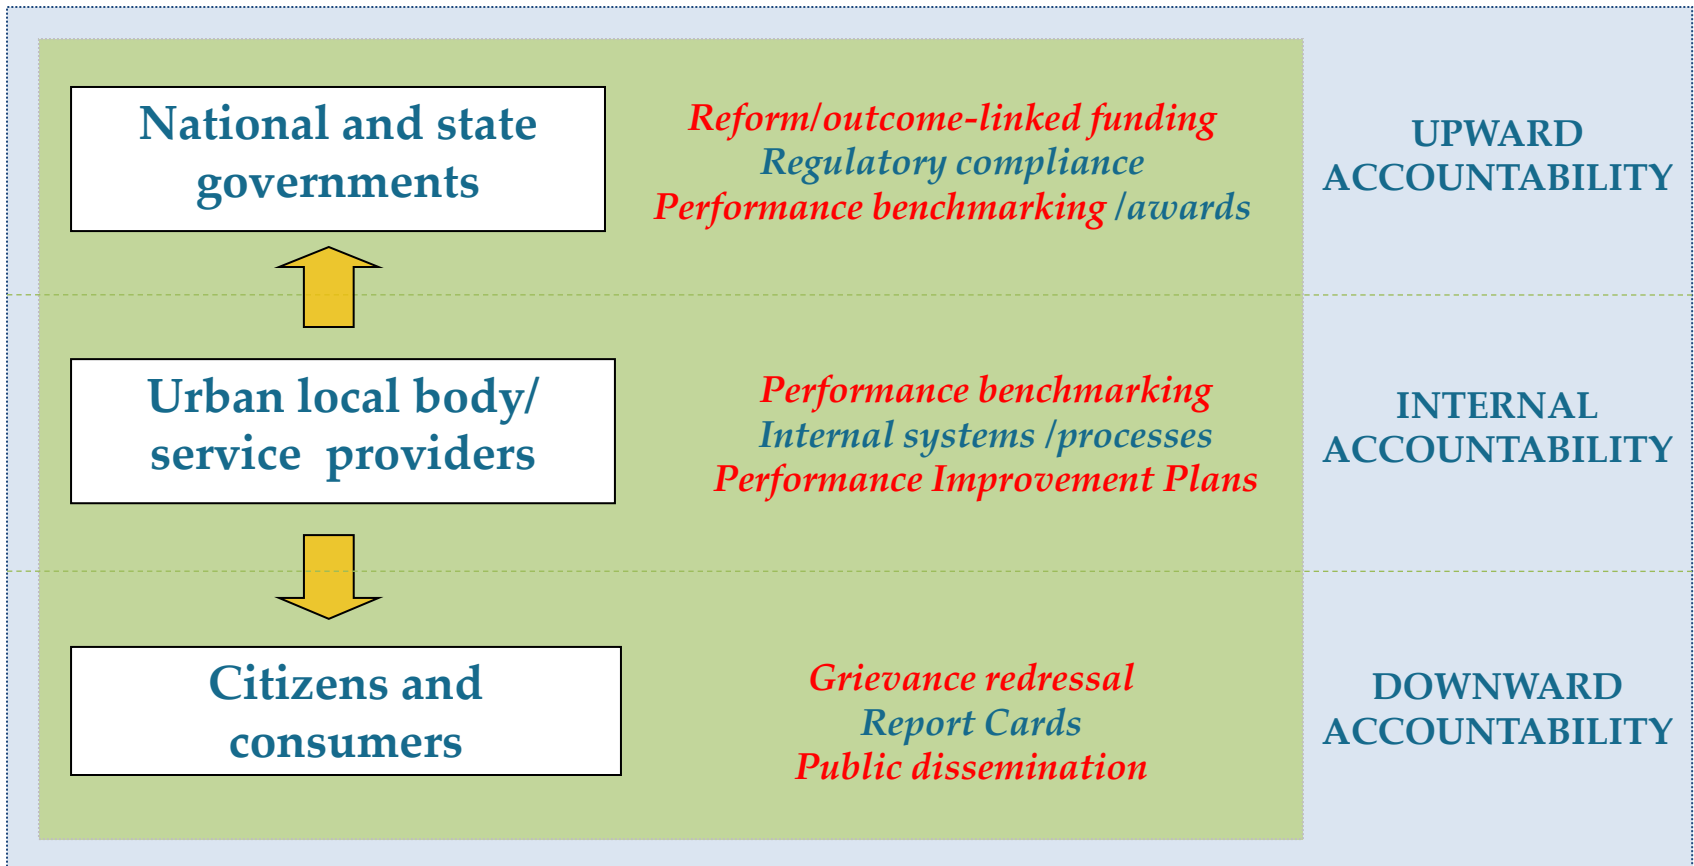 National and state
governments
Reform/outcome-linked funding
Regulatory compliance
Performance benchmarking /awards
UPWARD
ACCOUNTABILITY
Urban local body/
service providers
Performance benchmarking
Internal systems /processes
Performance Improvement Plans
INTERNAL
ACCOUNTABILITY
Citizens and
consumers
Grievance redressal
Report Cards
Public dissemination
DOWNWARD
ACCOUNTABILITY